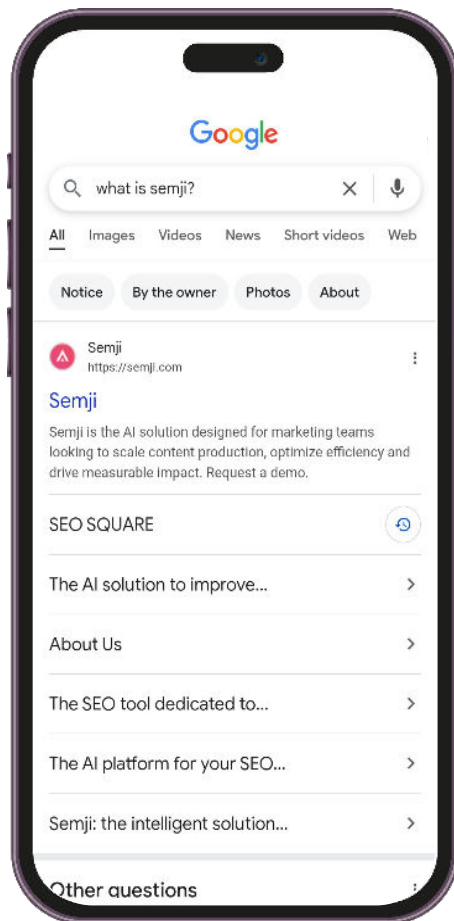 Google
what is semji?
All Images Videos News Short videos Web
Notice By the owner Photos About
Semji
https://semji.com
Semji
Semji is the AI solution designed for marketing teams
looking to scale content production, optimize efficiency and
drive measurable impact. Request a demo.
SEO SQUARE
The AI solution to improve...
About Us
The SEO tool dedicated to...
The AI platform for your SEO...
Semji: the intelligent solution...
Other questions